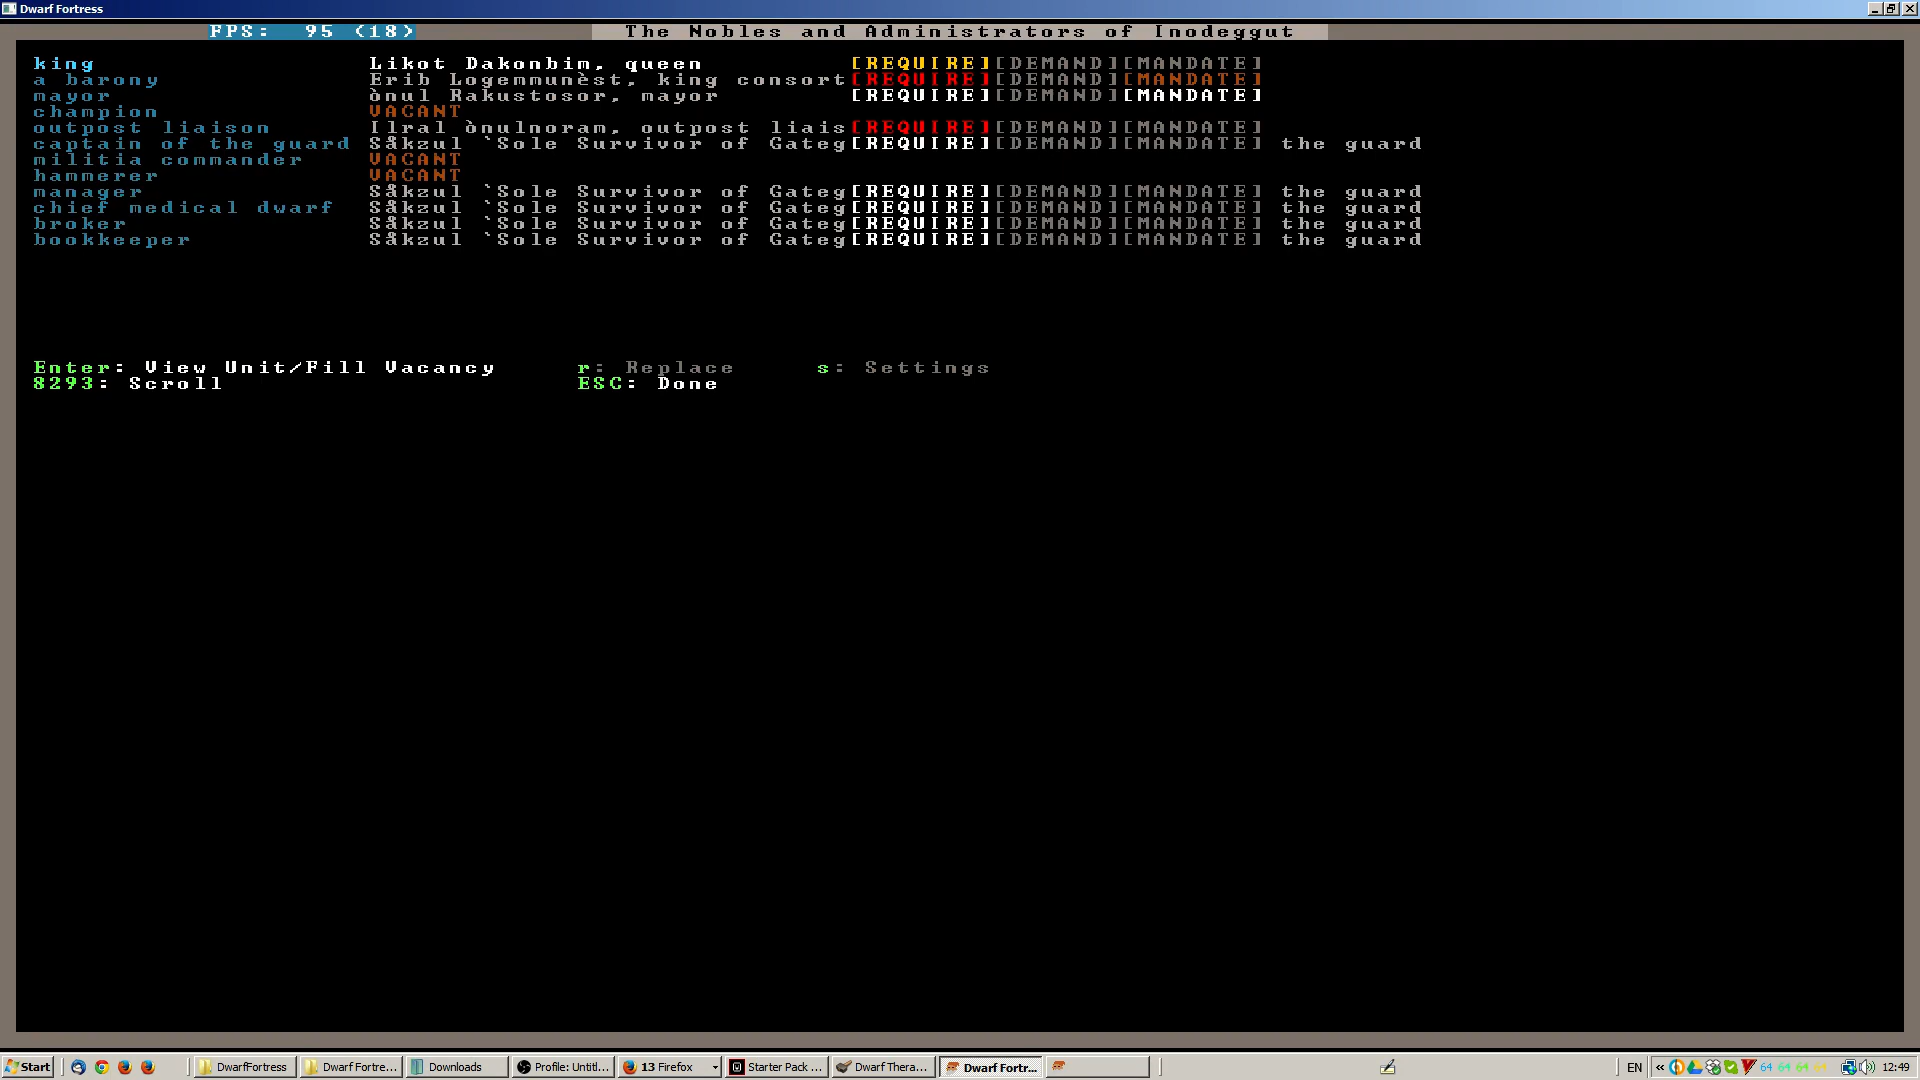 Dwarf Fortress
FPS: 95 (18) The Nobles and Administrators of Inodeggut
king Likot Dakonbim, queen [REQUIRE][DEMAND][MANDATE]
a barony Erib Logemmunèst, king consort[REQUIRE][DEMAND][MANDATE]
mayor ònul Rakustosor, mayor [REQUIRE][DEMAND][MANDATE]
champion VACANT
outpost liaison Ilral ònulnoram, outpost liais[REQUIRE][DEMAND][MANDATE]
captain of the guard Såkzul `Sole Survivor of Gateg[REQUIRE][DEMAND][MANDATE] the guard
militia commander VACANT
hammerer VACANT
manager Såkzul `Sole Survivor of Gateg[REQUIRE][DEMAND][MANDATE] the guard
chief medical dwarf Såkzul `Sole Survivor of Gateg[REQUIRE][DEMAND][MANDATE] the guard
broker Såkzul `Sole Survivor of Gateg[REQUIRE][DEMAND][MANDATE] the guard
bookkeeper Såkzul `Sole Survivor of Gateg[REQUIRE][DEMAND][MANDATE] the guard
Enter: View Unit/Fill Vacancy r: Replace s: Settings
8293: Scroll ESC: Done
Start DwarfFortress Dwarf Fortre... Downloads Profile: Untitl... 13 Firefox Starter Pack ... Dwarf Thera... Dwarf Fortr... EN « 64 64 64 12:49